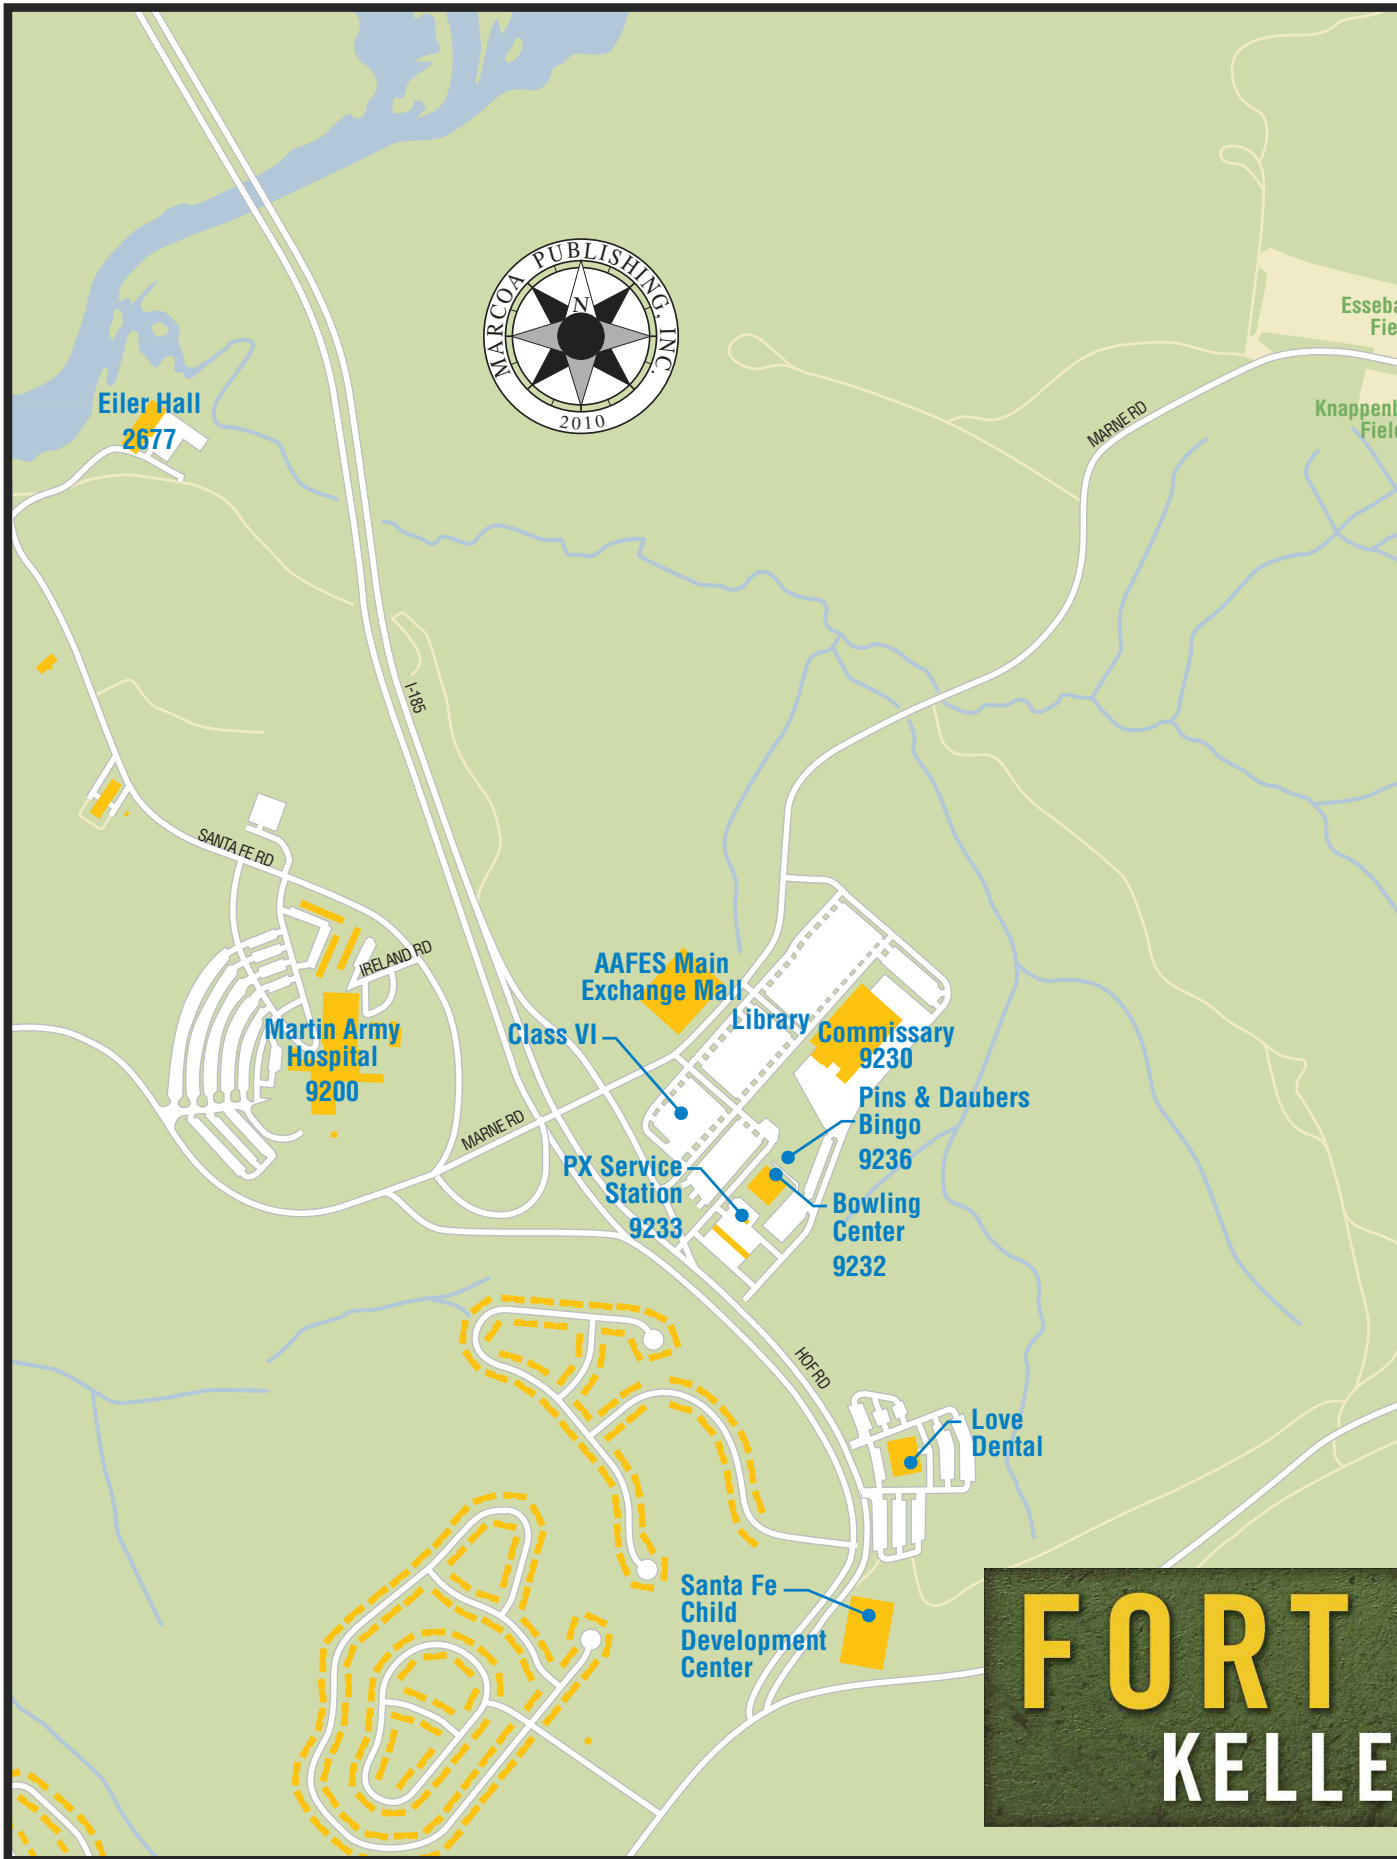 MARCOA PUBLISHING, INC.
N
2010
Esseba
Fie
Knappenb
Field
MARNE RD
Eiler Hall
2677
I-185
SANTA FE RD
IRELAND RD
Martin Army
Hospital
9200
AAFES Main
Exchange Mall
Library
Class VI
Commissary
9230
Pins & Daubers
Bingo
9236
MARNE RD
PX Service
Station
9233
Bowling
Center
9232
HOF RD
Love
Dental
Santa Fe
Child
Development
Center
FORT
KELLE